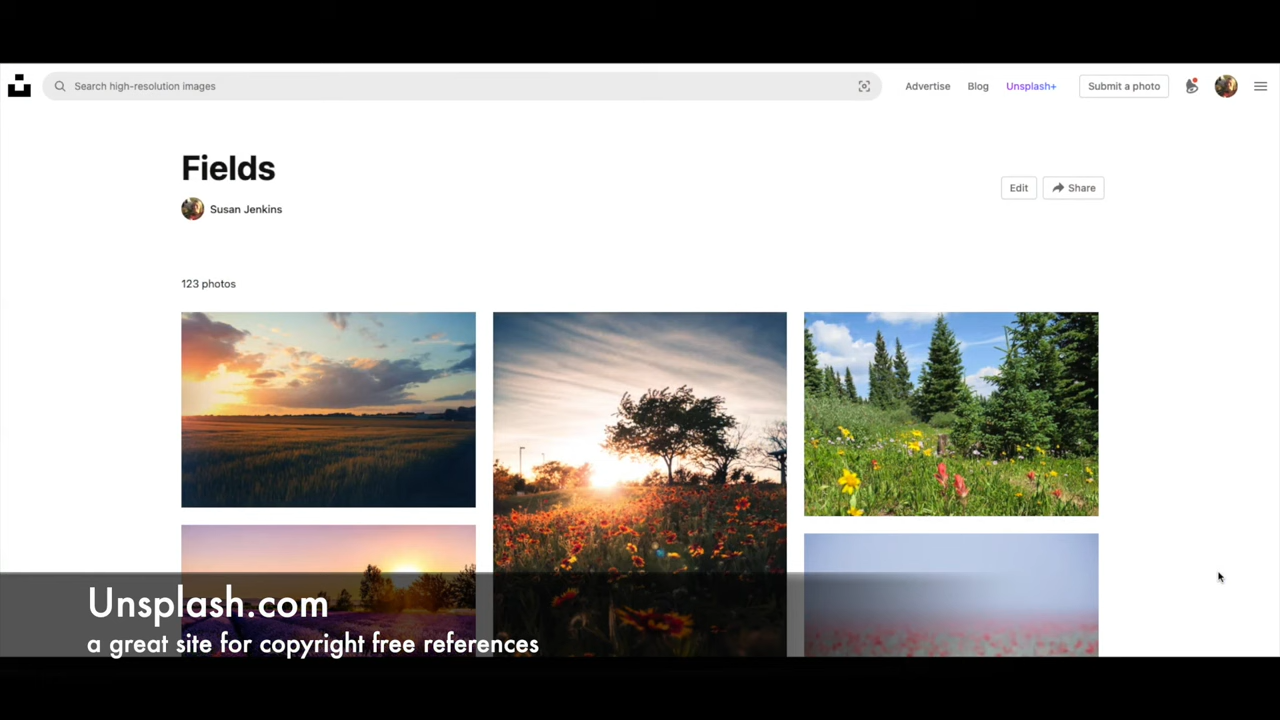 Search high-resolution images
Advertise
Blog
Unsplash+
Submit a photo
Fields
Susan Jenkins
Edit
Share
123 photos
Unsplash.com
a great site for copyright free references